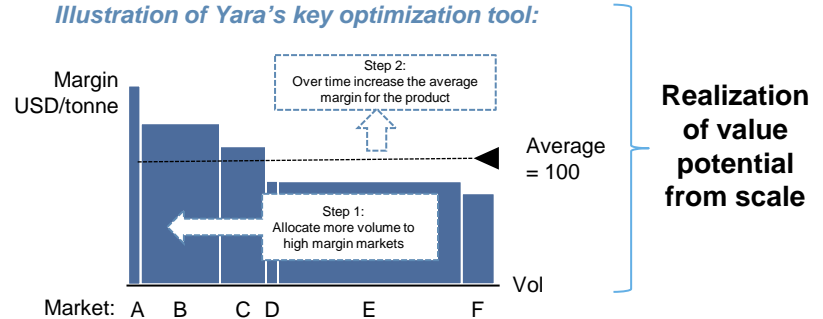 Illustration of Yara's key optimization tool:
Margin
USD/tonne
Step 2:
Over time increase the average
margin for the product
Average
= 100
Step 1:
Allocate more volume to
high margin markets
Vol
Market: A B C D E F
Realization
of value
potential
from scale